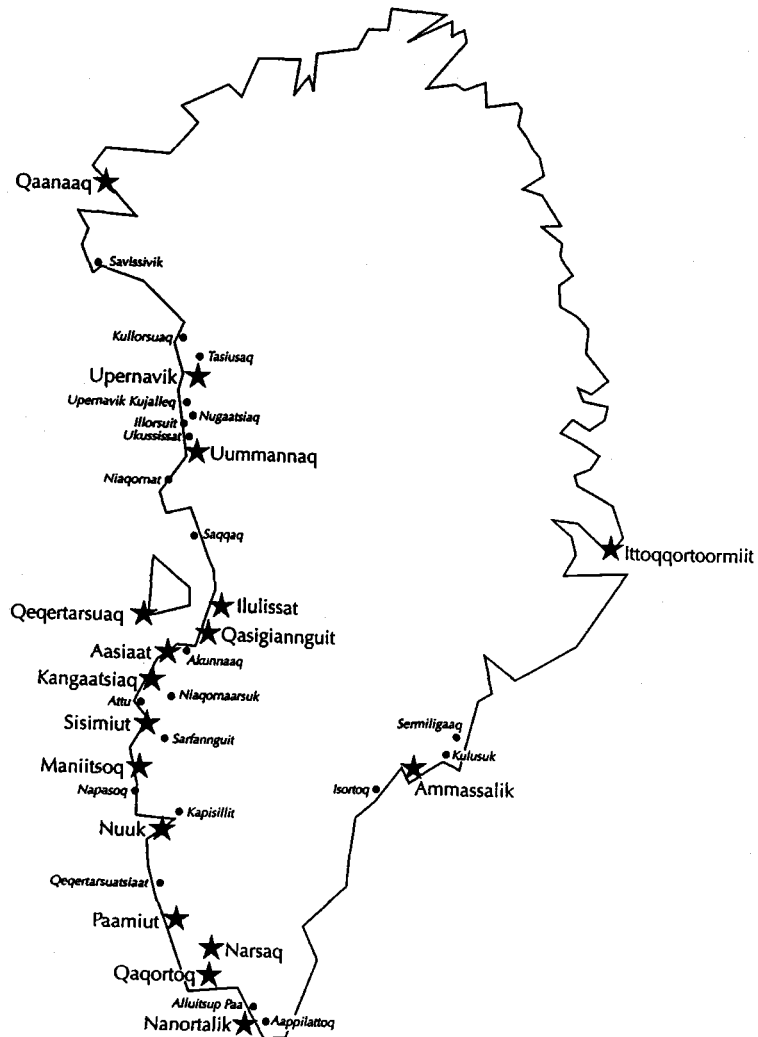 Qaanaaq
Savissivik
Kullorsuaq
Tasiusaq
Upernavik
Upernavik Kujalleq
Nugaatsiaq
Illorsuit
Ukussissat
Uummannaq
Niaqornat
Saqqaq
Ittoqqortoormiit
Ilulissat
Qeqertarsuaq
Qasigiannguit
Aasiaat
Akunnaaq
Kangaatsiaq
Niaqornaarsuk
Attu
Sisimiut
Sermiligaaq
Sarfannguit
Kulusuk
Maniitsoq
Napasoq
Isortoq
Ammassalik
Kapisillit
Nuuk
Qeqertarsuatsiaat
Paamiut
Narsaq
Qaqortoq
Alluitsup Paa
Nanortalik
Aappilattoq